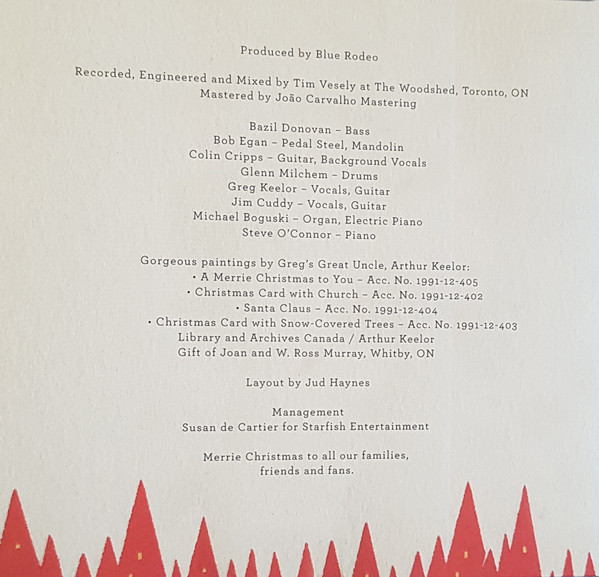 Produced by Blue Rodeo
Recorded, Engineered and Mixed by Tim Vesely at The Woodshed, Toronto, ON
Mastered by João Carvalho Mastering
Bazil Donovan – Bass
Bob Egan – Pedal Steel, Mandolin
Colin Cripps – Guitar, Background Vocals
Glenn Milchem – Drums
Greg Keelor – Vocals, Guitar
Jim Cuddy – Vocals, Guitar
Michael Boguski – Organ, Electric Piano
Steve O'Connor – Piano
Gorgeous paintings by Greg's Great Uncle, Arthur Keelor:
• A Merrie Christmas to You – Acc. No. 1991-12-405
• Christmas Card with Church – Acc. No. 1991-12-402
• Santa Claus – Acc. No. 1991-12-404
• Christmas Card with Snow-Covered Trees – Acc. No. 1991-12-403
Library and Archives Canada / Arthur Keelor
Gift of Joan and W. Ross Murray, Whitby, ON
Layout by Jud Haynes
Management
Susan de Cartier for Starfish Entertainment
Merrie Christmas to all our families,
friends and fans.